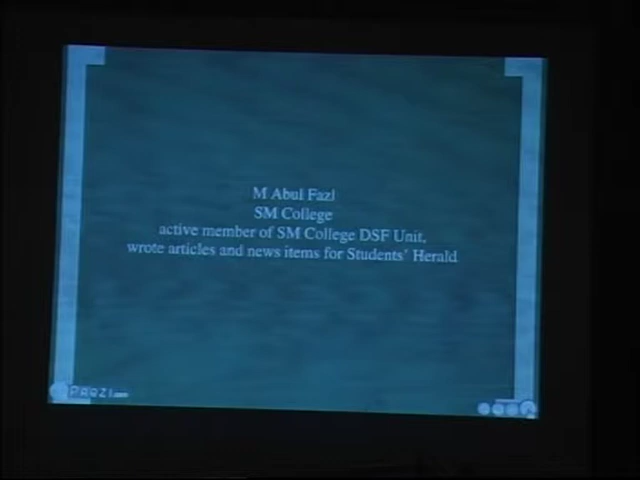 M Abul Fazl
SM College
active member of SM College DSF Unit,
wrote articles and news items for Students' Herald